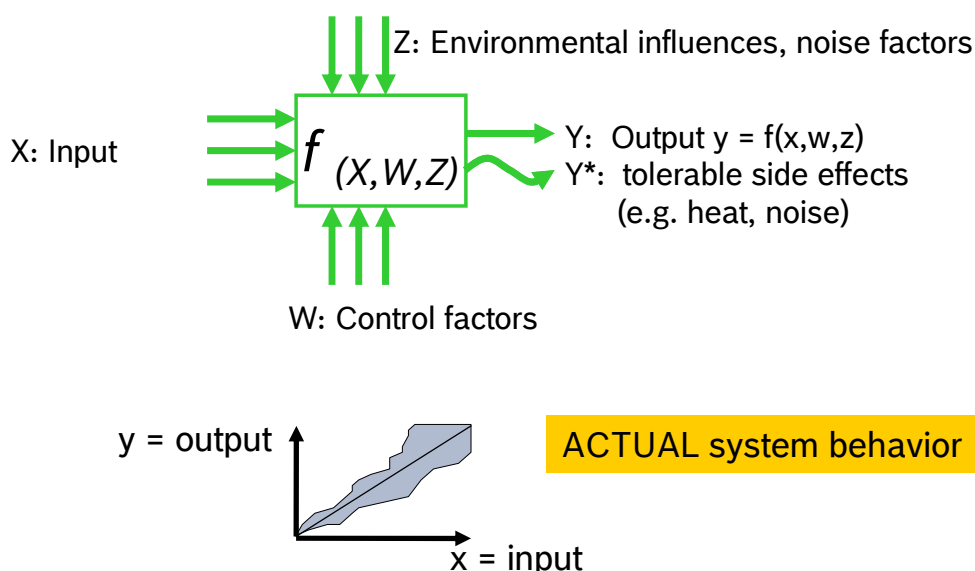 Z: Environmental influences, noise factors
X: Input
f
(X,W,Z)
Y: Output y = f(x,w,z)
Y*: tolerable side effects
(e.g. heat, noise)
W: Control factors
y = output
ACTUAL system behavior
x = input